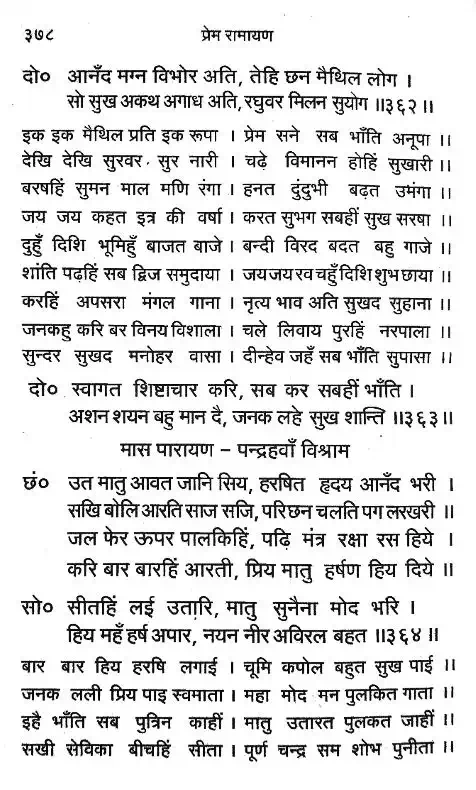 ३७८ प्रेम रामायण
दो० आनँद मग्न विभोर अति, तेहि छन मैथिल लोग ।
सो सुख अकथ अगाध अति, रघुवर मिलन सुयोग ॥३६२॥
इक इक मैथिल प्रति इक रूपा । प्रेम सने सब भाँति अनूपा ॥
देखि देखि सुरवर सुर नारी । चढ़े विमानन होहिं सुखारी ॥
बरषहिं सुमन माल मणि रंगा । हनत दुंदुभी बढ़त उमंगा ॥
जय जय कहत इत्र की वर्षा । करत सुभग सबहीं सुख सरषा ॥
दुहुँ दिशि भूमिहुँ बाजत बाजे । बन्दी विरद बदत बहु गाजे ॥
शांति पढ़हिं सब द्विज समुदाया । जयजयरव चहुँदिशि शुभछाया ॥
करहिं अपसरा मंगल गाना । नृत्य भाव अति सुखद सुहाना ॥
जनकहु करि बर विनय विशाला । चले लिवाय पुरहिं नरपाला ॥
सुन्दर सुखद मनोहर वासा । दीन्हेव जहँ सब भाँति सुपासा ॥
दो० स्वागत शिष्टाचार करि, सब कर सबहीं भाँति ।
अशन शयन बहु मान दै, जनक लहे सुख शान्ति ॥३६३॥
मास पारायण – पन्द्रहवाँ विश्राम
छं० उत मातु आवत जानि सिय, हरषित हृदय आनँद भरी ।
सखि बोलि आरति साज सजि, परिछन चलति पग लरखरी ॥
जल फेर ऊपर पालकिहिं, पढ़ि मंत्र रक्षा रस हिये ।
करि बार बारहिं आरती, प्रिय मातु हर्षण हिय दिये ॥
सो० सीतहिं लई उतारि, मातु सुनैना मोद भरि ।
हिय महँ हर्ष अपार, नयन नीर अविरल बहत ॥३६४॥
बार बार हिय हरषि लगाई । चूमि कपोल बहुत सुख पाई ॥
जनक लली प्रिय पाइ स्वमाता । महा मोद मन पुलकित गाता ॥
इहै भाँति सब पुत्रिन काहीं । मातु उतारत पुलकत जाहीं ॥
सखी सेविका बीचहिं सीता । पूर्ण चन्द्र सम शोभ पुनीता ॥